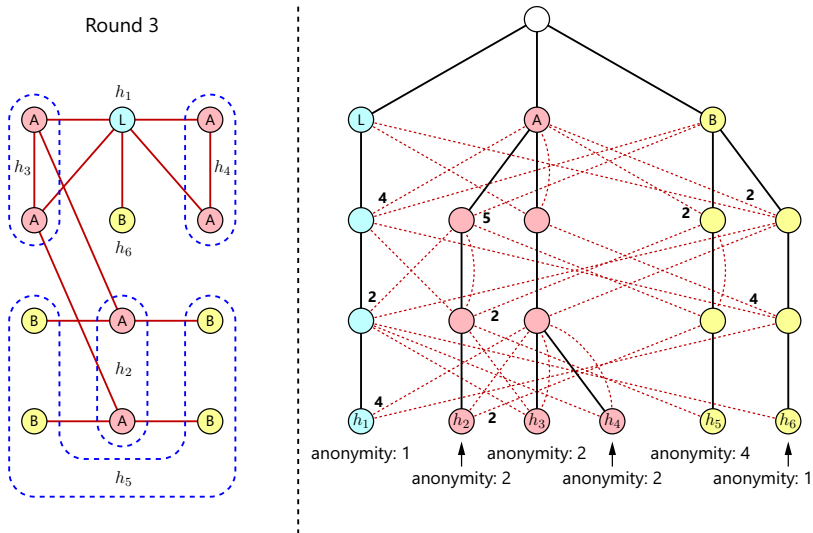 Round 3
h1
A L A
h3 h4
A B A
h6
B A B
h2
B A B
h5
L A B
4 5 2 2
2 2 4
4 2
h1 h2 h3 h4 h5 h6
anonymity: 1 anonymity: 2 anonymity: 4
anonymity: 2 anonymity: 2 anonymity: 1